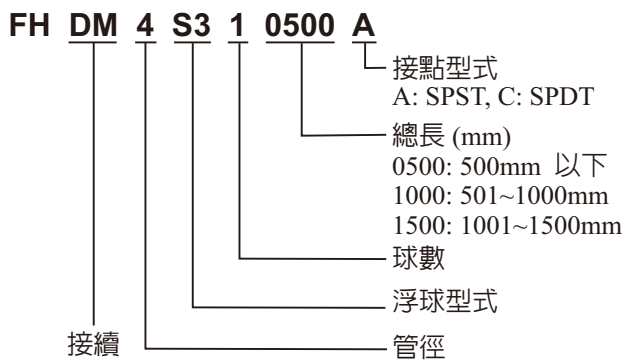 FH DM 4 S3 1 0500 A
接點型式
A: SPST, C: SPDT
總長 (mm)
0500: 500mm 以下
1000: 501~1000mm
1500: 1001~1500mm
球數
浮球型式
接續
管徑